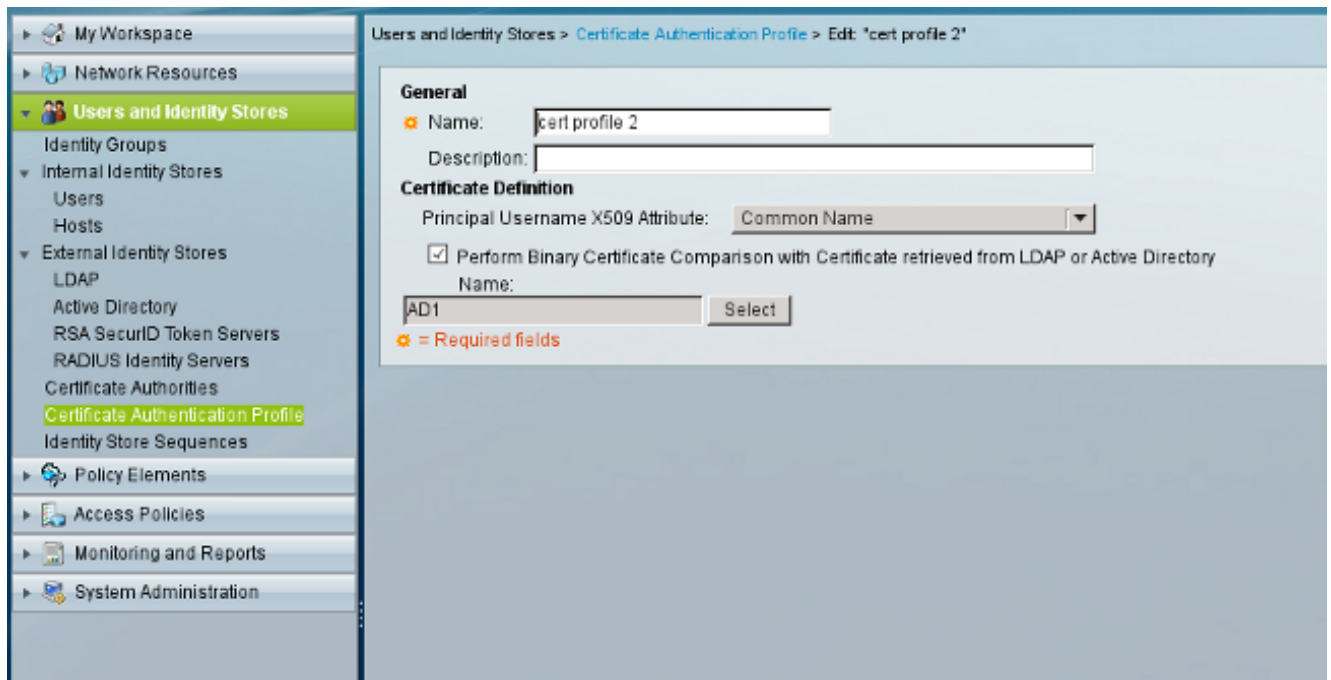 My Workspace
Network Resources
Users and Identity Stores
Identity Groups
Internal Identity Stores
Users
Hosts
External Identity Stores
LDAP
Active Directory
RSA SecurID Token Servers
RADIUS Identity Servers
Certificate Authorities
Certificate Authentication Profile
Identity Store Sequences
Policy Elements
Access Policies
Monitoring and Reports
System Administration
Users and Identity Stores > Certificate Authentication Profile > Edit: "cert profile 2"
General
Name: cert profile 2
Description:
Certificate Definition
Principal Username X509 Attribute: Common Name
Perform Binary Certificate Comparison with Certificate retrieved from LDAP or Active Directory
Name:
AD1 Select
= Required fields